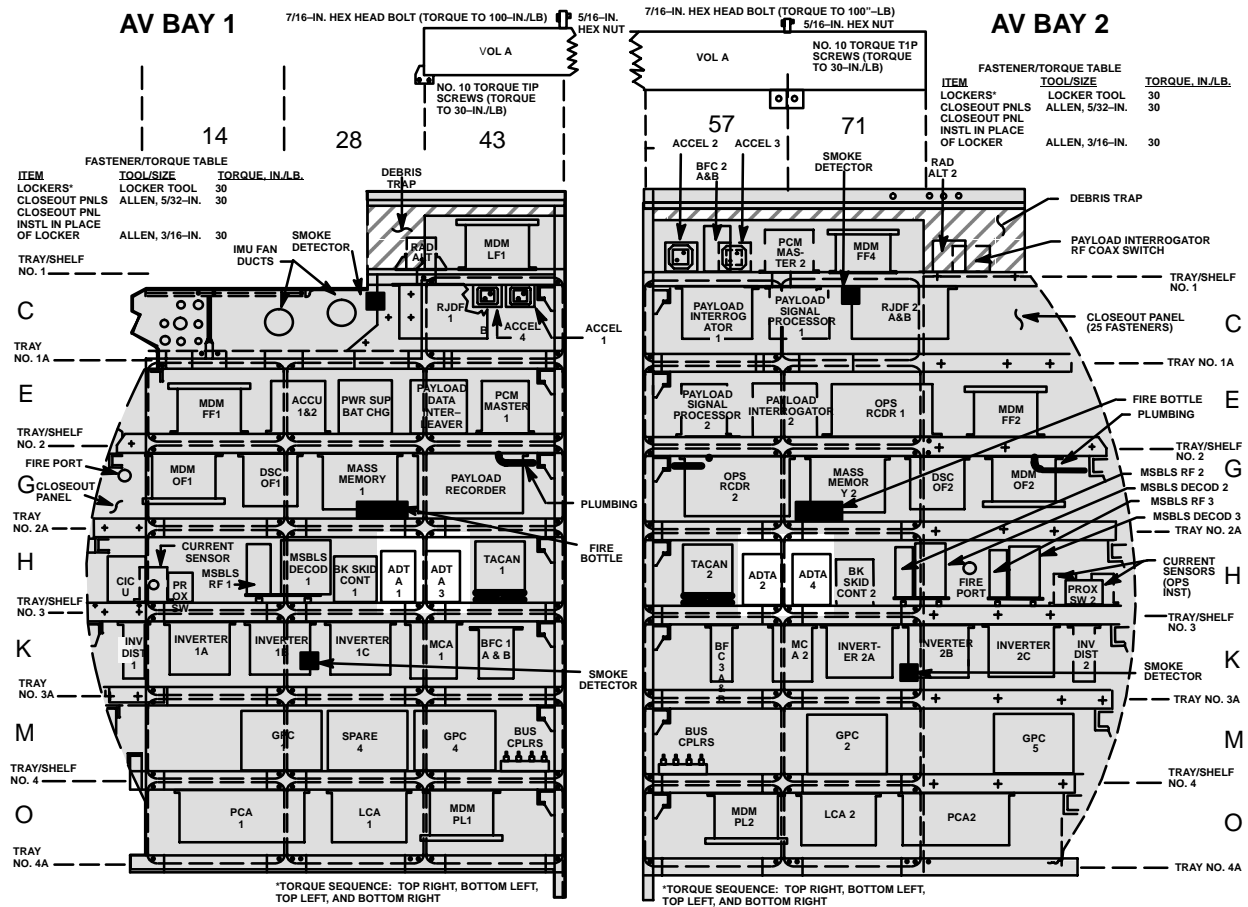 AV BAY 1
7/16–IN. HEX HEAD BOLT (TORQUE TO 100-IN./LB)
5/16–IN.
HEX NUT
VOL A
NO. 10 TORQUE TIP
SCREWS (TORQUE
TO 30–IN./LB)
14
28
43
FASTENER/TORQUE TABLE
ITEM TOOL/SIZE TORQUE, IN./LB.
LOCKERS* LOCKER TOOL 30
CLOSEOUT PNLS ALLEN, 5/32–IN. 30
CLOSEOUT PNL
INSTL IN PLACE
OF LOCKER ALLEN, 3/16–IN. 30
DEBRIS
TRAP
SMOKE
DETECTOR
IMU FAN
DUCTS
TRAY/SHELF
NO. 1
RAD
ALT
MDM
LF1
C
RJDF
1
B
ACCEL
4
ACCEL
1
TRAY
NO. 1A
E
MDM
FF1
ACCU
1&2
PWR SUP
BAT CHG
PAYLOAD
DATA
INTER–
LEAVER
PCM
MASTER
1
TRAY/SHELF
NO. 2
FIRE PORT
G
CLOSEOUT
PANEL
MDM
OF1
DSC
OF1
MASS
MEMORY
1
PAYLOAD
RECORDER
PLUMBING
TRAY
NO. 2A
FIRE
BOTTLE
H
CURRENT
SENSOR
CIC
U
PR
OX
SW
MSBLS
RF 1
MSBLS
DECOD
1
BK SKID
CONT
1
ADT
A
1
ADT
A
3
TACAN
1
TRAY/SHELF
NO. 3
K
INV
DIST
1
INVERTER
1A
INVERTER
1B
INVERTER
1C
MCA
1
BFC 1
A & B
SMOKE
DETECTOR
TRAY
NO. 3A
M
GPC
SPARE
4
GPC
4
BUS
CPLRS
TRAY/SHELF
NO. 4
O
PCA
1
LCA
1
MDM
PL1
TRAY
NO. 4A
*TORQUE SEQUENCE: TOP RIGHT, BOTTOM LEFT,
TOP LEFT, AND BOTTOM RIGHT
AV BAY 2
7/16–IN. HEX HEAD BOLT (TORQUE TO 100"–LB)
5/16–IN. HEX NUT
VOL A
NO. 10 TORQUE T1P
SCREWS (TORQUE
TO 30–IN./LB)
FASTENER/TORQUE TABLE
ITEM TOOL/SIZE TORQUE, IN./LB.
LOCKERS* LOCKER TOOL 30
CLOSEOUT PNLS ALLEN, 5/32–IN. 30
CLOSEOUT PNL
INSTL IN PLACE
OF LOCKER ALLEN, 3/16–IN. 30
57
71
ACCEL 2
BFC 2
A&B
ACCEL 3
SMOKE
DETECTOR
RAD
ALT 2
DEBRIS TRAP
PAYLOAD INTERROGATOR
RF COAX SWITCH
PCM
MAS-
TER 2
MDM
FF4
TRAY/SHELF
NO. 1
PAYLOAD
INTERROG
ATOR
1
PAYLOAD
SIGNAL
PROCESSOR
1
RJDF 2
A&B
CLOSEOUT PANEL
(25 FASTENERS)
C
TRAY NO. 1A
PAYLOAD
SIGNAL
PROCESSOR
2
PAYLOAD
INTERROGATOR
2
OPS
RCDR 1
MDM
FF2
FIRE BOTTLE
E
PLUMBING
TRAY/SHELF
NO. 2
OPS
RCDR
2
MASS
MEMOR
Y 2
DSC
OF2
MDM
OF2
G
MSBLS RF 2
MSBLS DECOD 2
MSBLS RF 3
MSBLS DECOD 3
TRAY NO. 2A
TACAN
2
ADTA
2
ADTA
4
BK
SKID
CONT 2
FIRE
PORT
PROX
SW 2
CURRENT
SENSORS
(OPS
INST)
H
TRAY/SHELF
NO. 3
BF
C
3
A
&
B
MC
A 2
INVERT-
ER 2A
INVERTER
2B
INVERTER
2C
INV
DIST
2
SMOKE
DETECTOR
K
TRAY NO. 3A
BUS
CPLRS
GPC
2
GPC
5
M
TRAY/SHELF
NO. 4
MDM
PL2
LCA 2
PCA2
O
TRAY NO. 4A
*TORQUE SEQUENCE: TOP RIGHT, BOTTOM LEFT,
TOP LEFT, AND BOTTOM RIGHT